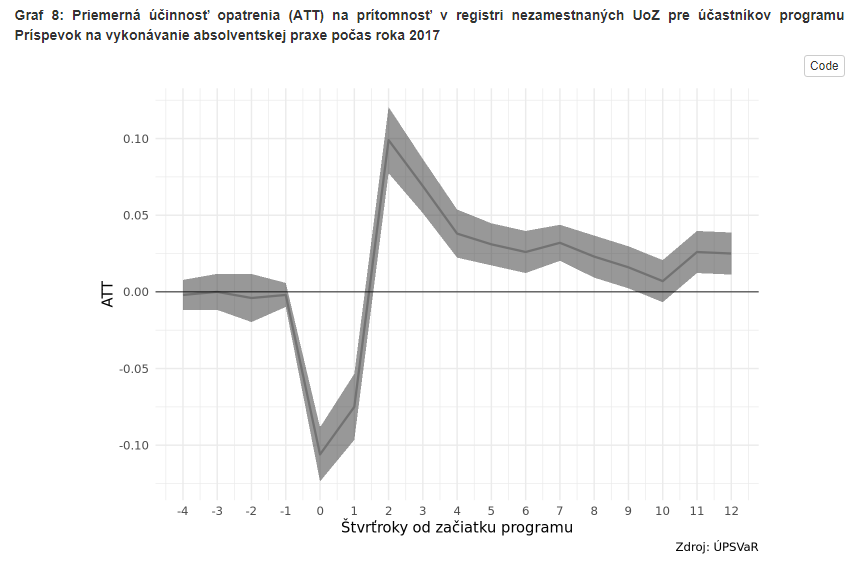 Graf 8: Priemerná účinnosť opatrenia (ATT) na prítomnosť v registri nezamestnaných UoZ pre účastníkov programu
Príspevok na vykonávanie absolventskej praxe počas roka 2017
Code
0.10
0.05
0.00
-0.05
-0.10
ATT
-4 -3 -2 -1 0 1 2 3 4 5 6 7 8 9 10 11 12
Štvrťroky od začiatku programu
Zdroj: ÚPSVaR